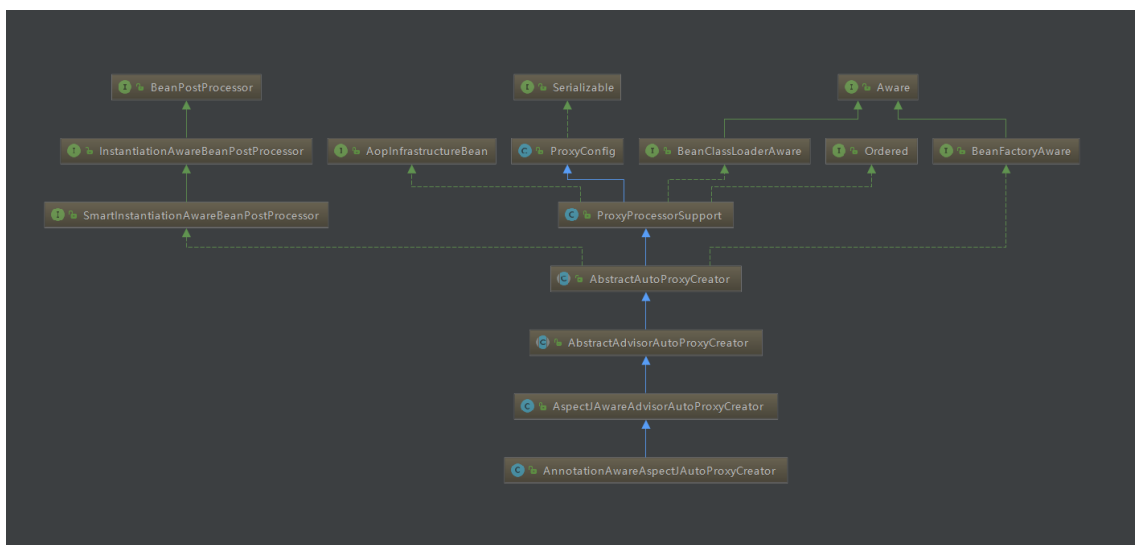 BeanPostProcessor
Serializable
Aware
InstantiationAwareBeanPostProcessor
AopInfrastructureBean
ProxyConfig
BeanClassLoaderAware
Ordered
BeanFactoryAware
SmartInstantiationAwareBeanPostProcessor
ProxyProcessorSupport
AbstractAutoProxyCreator
AbstractAdvisorAutoProxyCreator
AspectJAwareAdvisorAutoProxyCreator
AnnotationAwareAspectJAutoProxyCreator